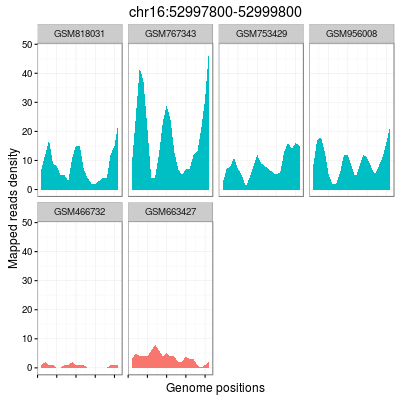 chr16:52997800-52999800
GSM818031 GSM767343 GSM753429 GSM956008
50
40
30
20
10
0
Mapped reads density
GSM466732 GSM663427
50
40
30
20
10
0
Genome positions